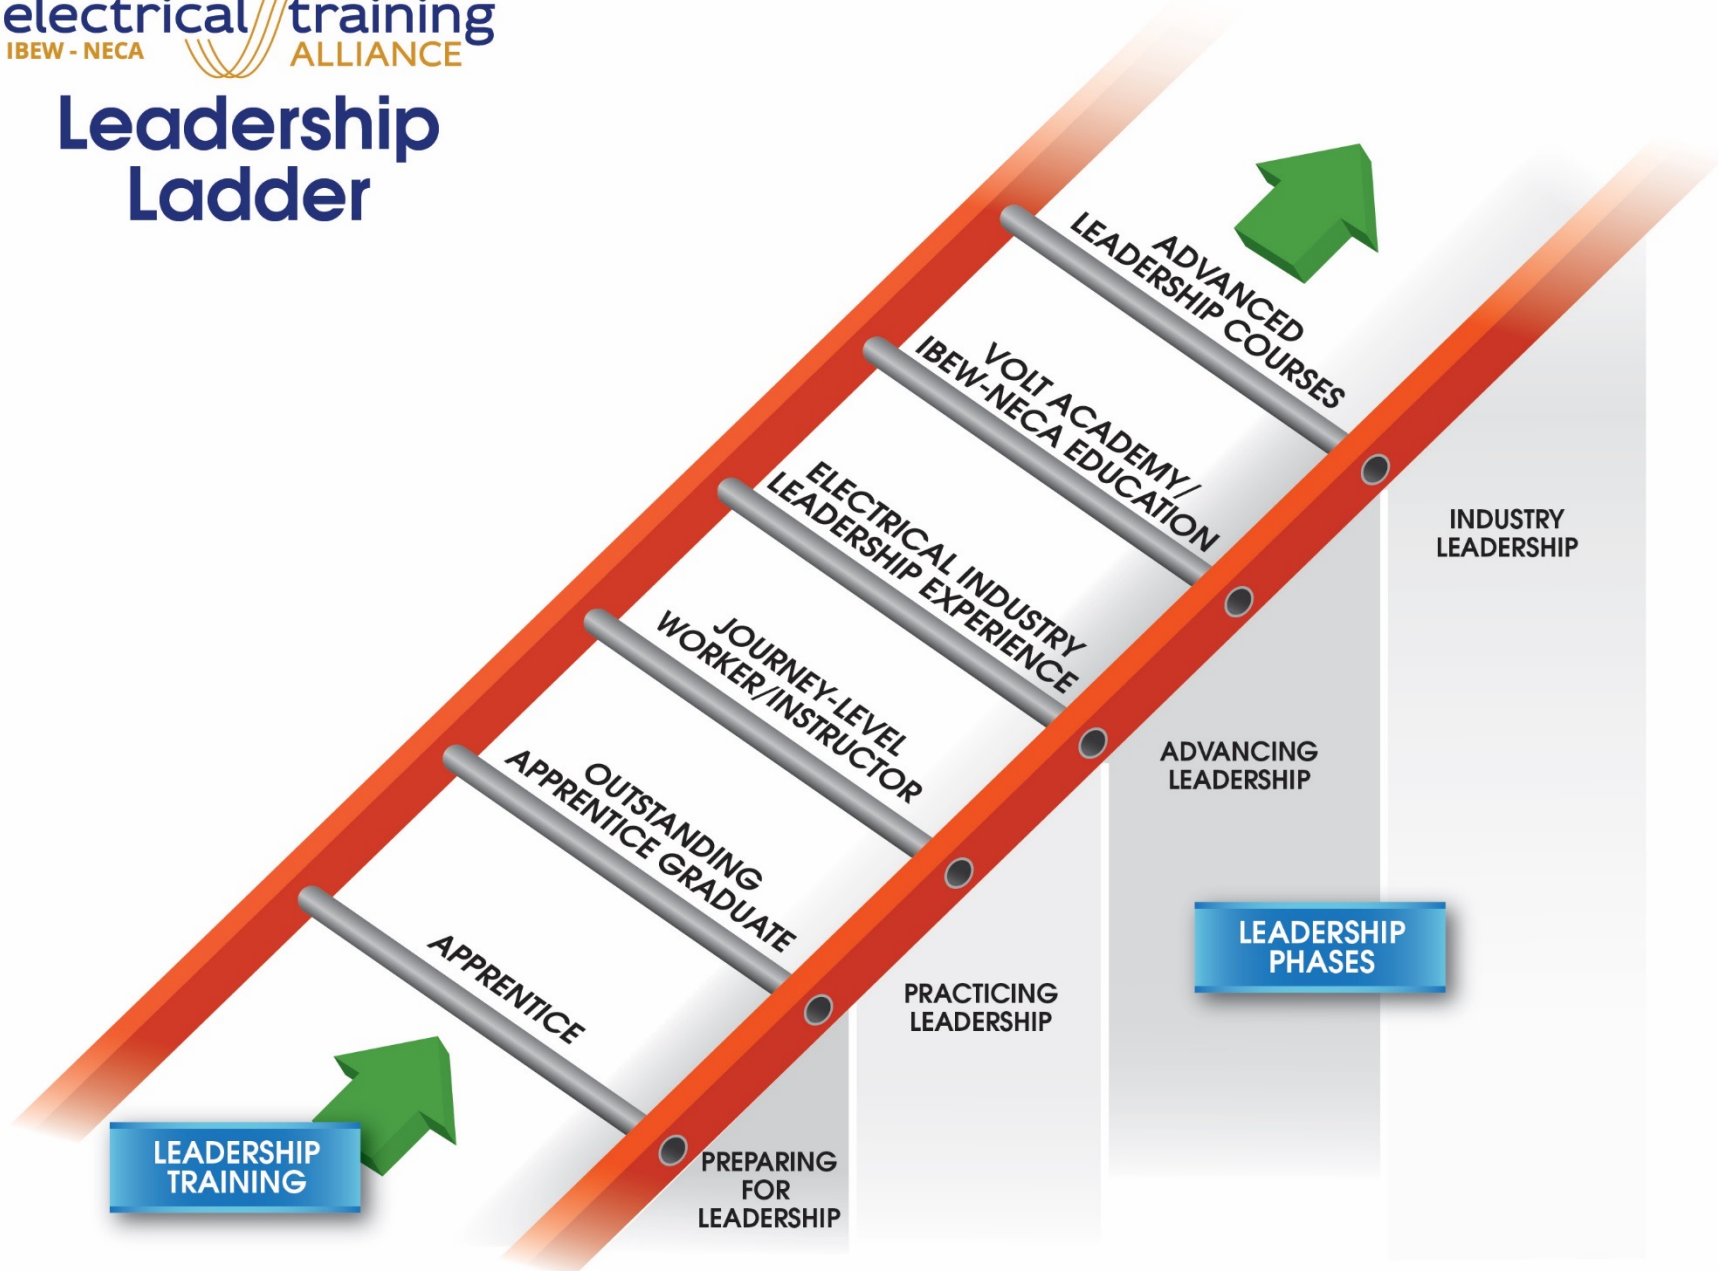 electrical training
IBEW - NECA
ALLIANCE
Leadership
Ladder
ADVANCED
LEADERSHIP COURSES
VOLT ACADEMY/
IBEW-NECA EDUCATION
ELECTRICAL INDUSTRY
LEADERSHIP EXPERIENCE
JOURNEY-LEVEL
WORKER/INSTRUCTOR
OUTSTANDING
APPRENTICE GRADUATE
APPRENTICE
LEADERSHIP
TRAINING
PREPARING
FOR
LEADERSHIP
PRACTICING
LEADERSHIP
ADVANCING
LEADERSHIP
INDUSTRY
LEADERSHIP
LEADERSHIP
PHASES